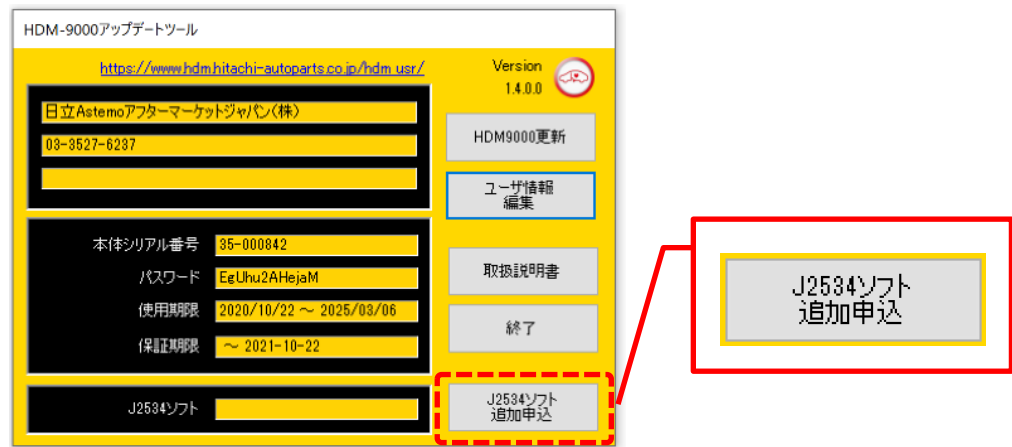 HDM-9000アップデートツール
https://www.hdm.hitachi-autoparts.co.jp/hdm_usr/
Version
1.4.0.0
日立Astemoアフターマーケットジャパン(株)
03-3527-6237
HDM9000更新
ユーザ情報
編集
本体シリアル番号 35-000842
パスワード EgUhu2AHejaM
使用期限 2020/10/22 ～ 2025/03/06
保証期限 ～ 2021-10-22
取扱説明書
終了
J2534ソフト
J2534ソフト
追加申込
J2534ソフト
追加申込